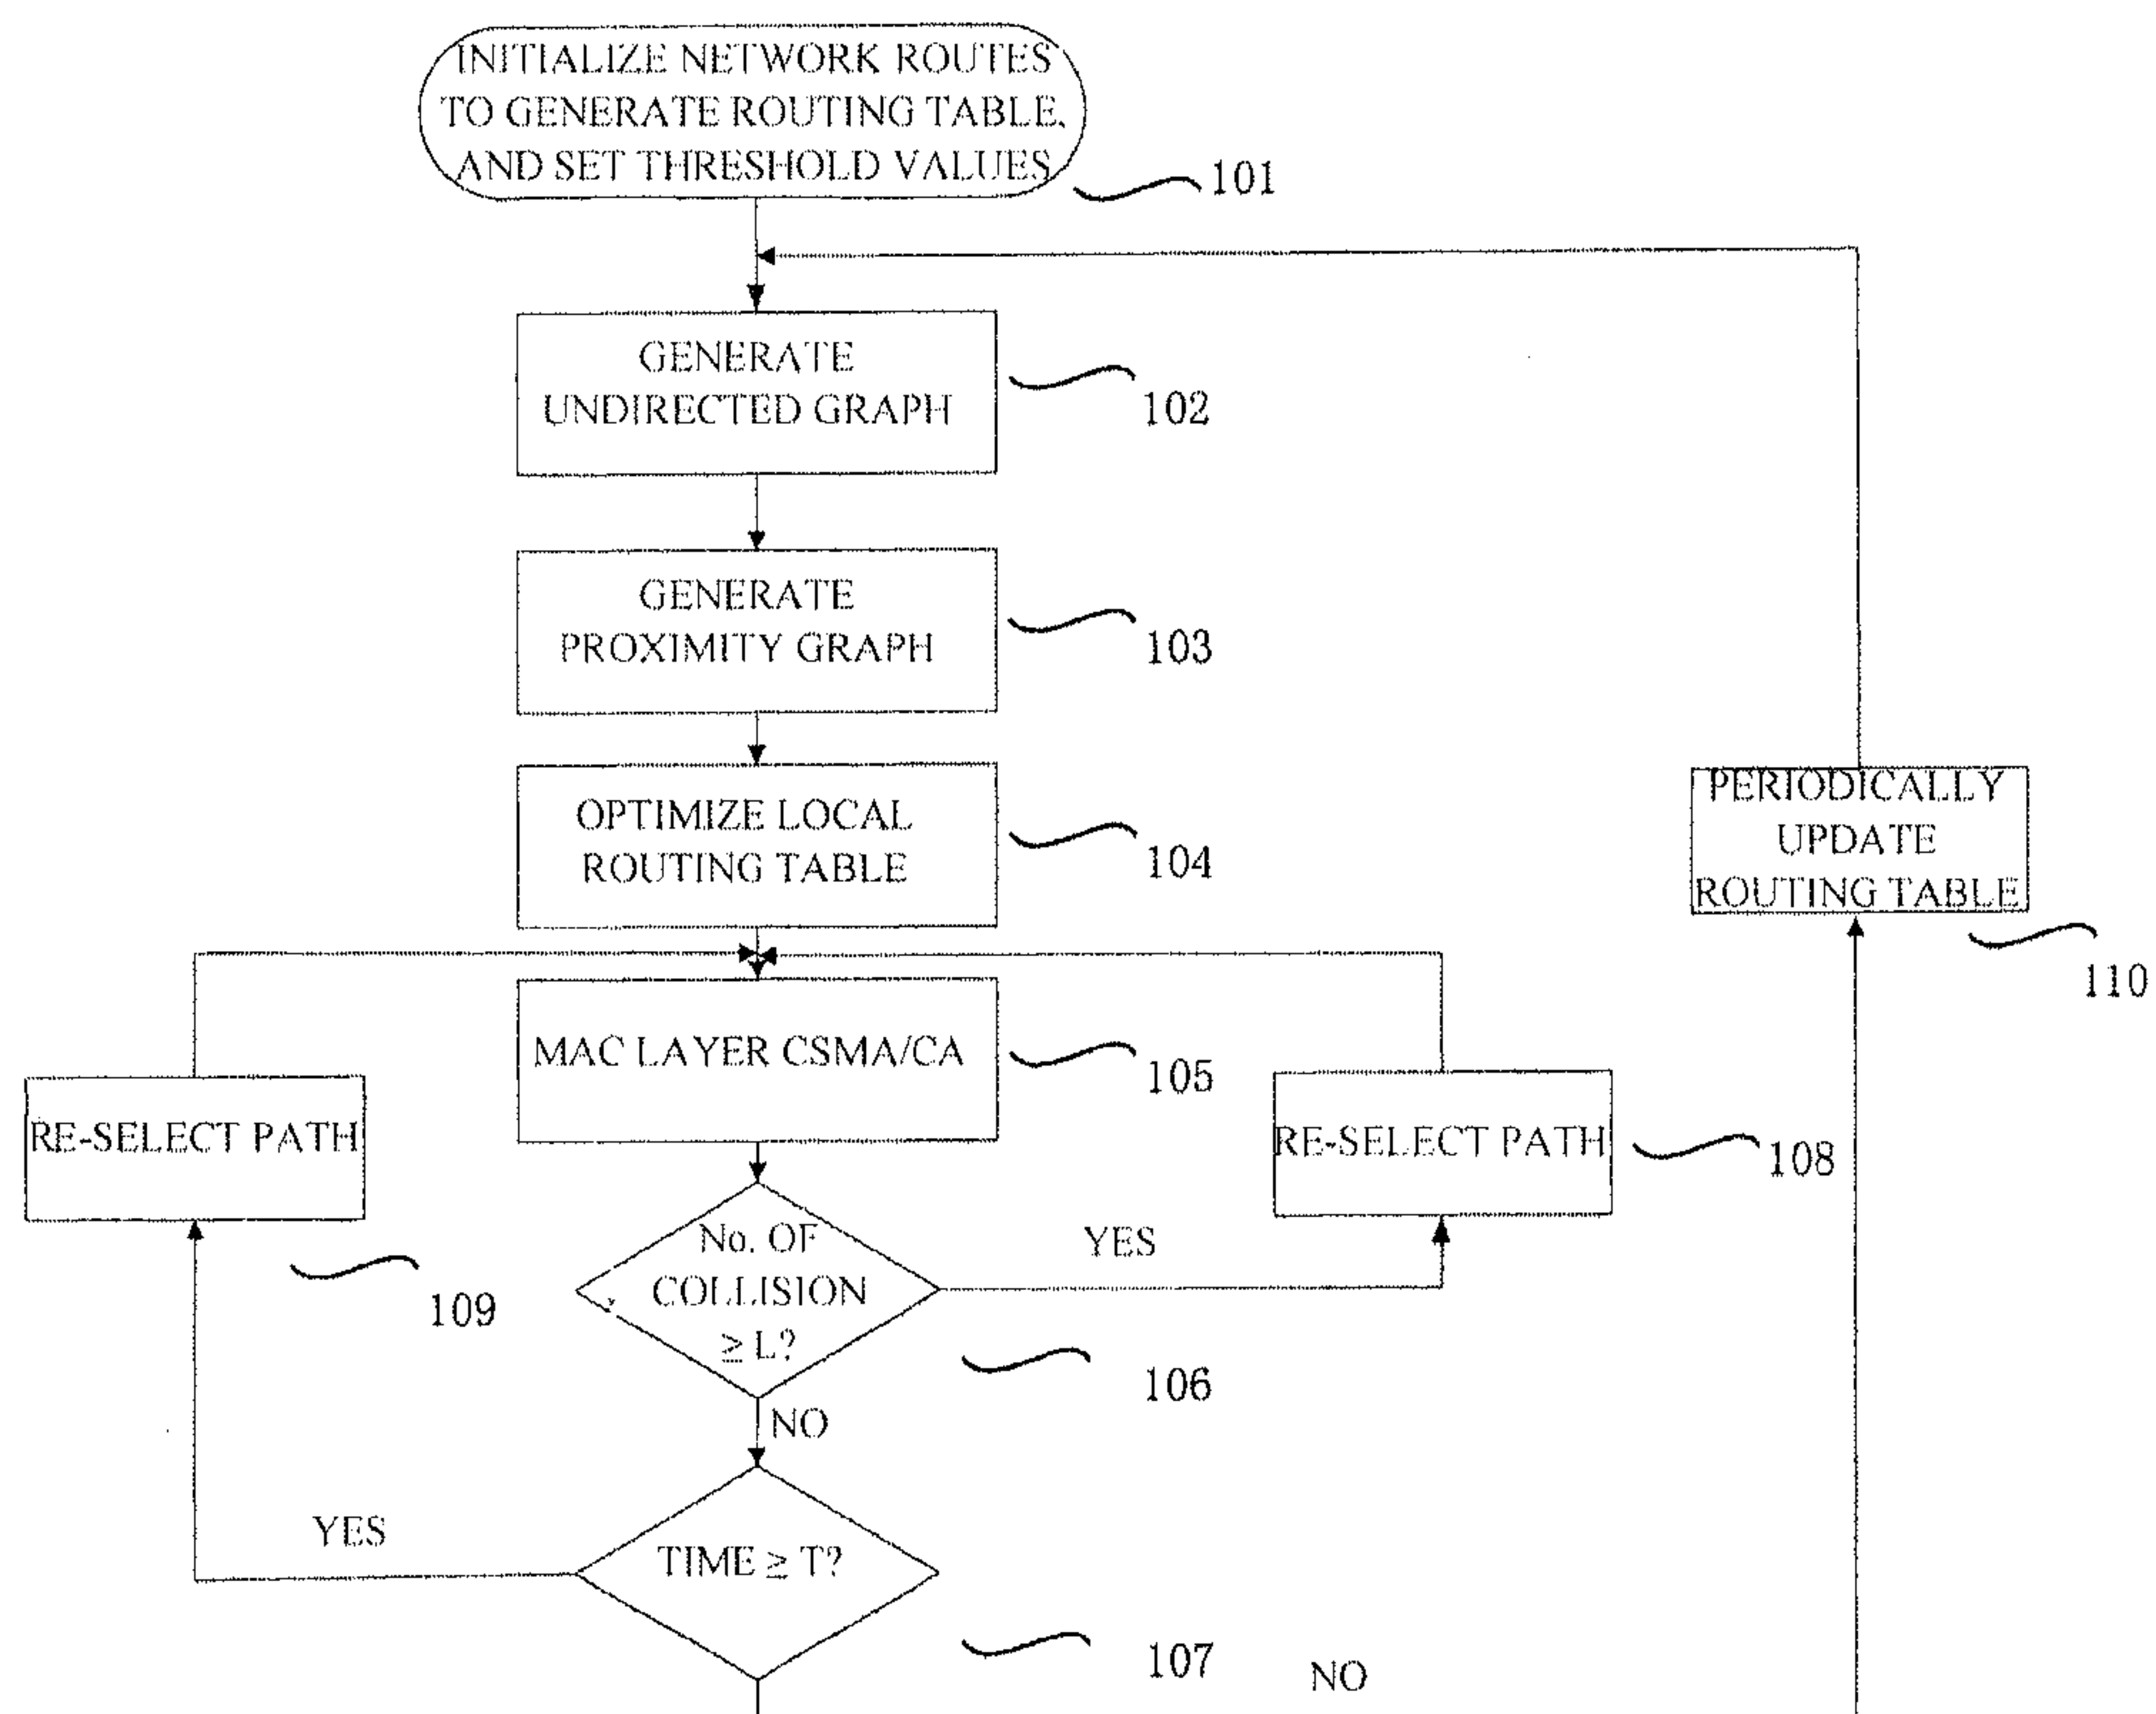 INITIALIZE NETWORK ROUTES
TO GENERATE ROUTING TABLE,
AND SET THRESHOLD VALUES
101
GENERATE
UNDIRECTED GRAPH
102
GENERATE
PROXIMITY GRAPH
103
OPTIMIZE LOCAL
ROUTING TABLE
104
PERIODICALLY
UPDATE
ROUTING TABLE
110
MAC LAYER CSMA/CA
105
RE-SELECT PATH
109
RE-SELECT PATH
108
No. OF
COLLISION
≥ L?
106
YES
NO
TIME ≥ T?
107
YES
NO